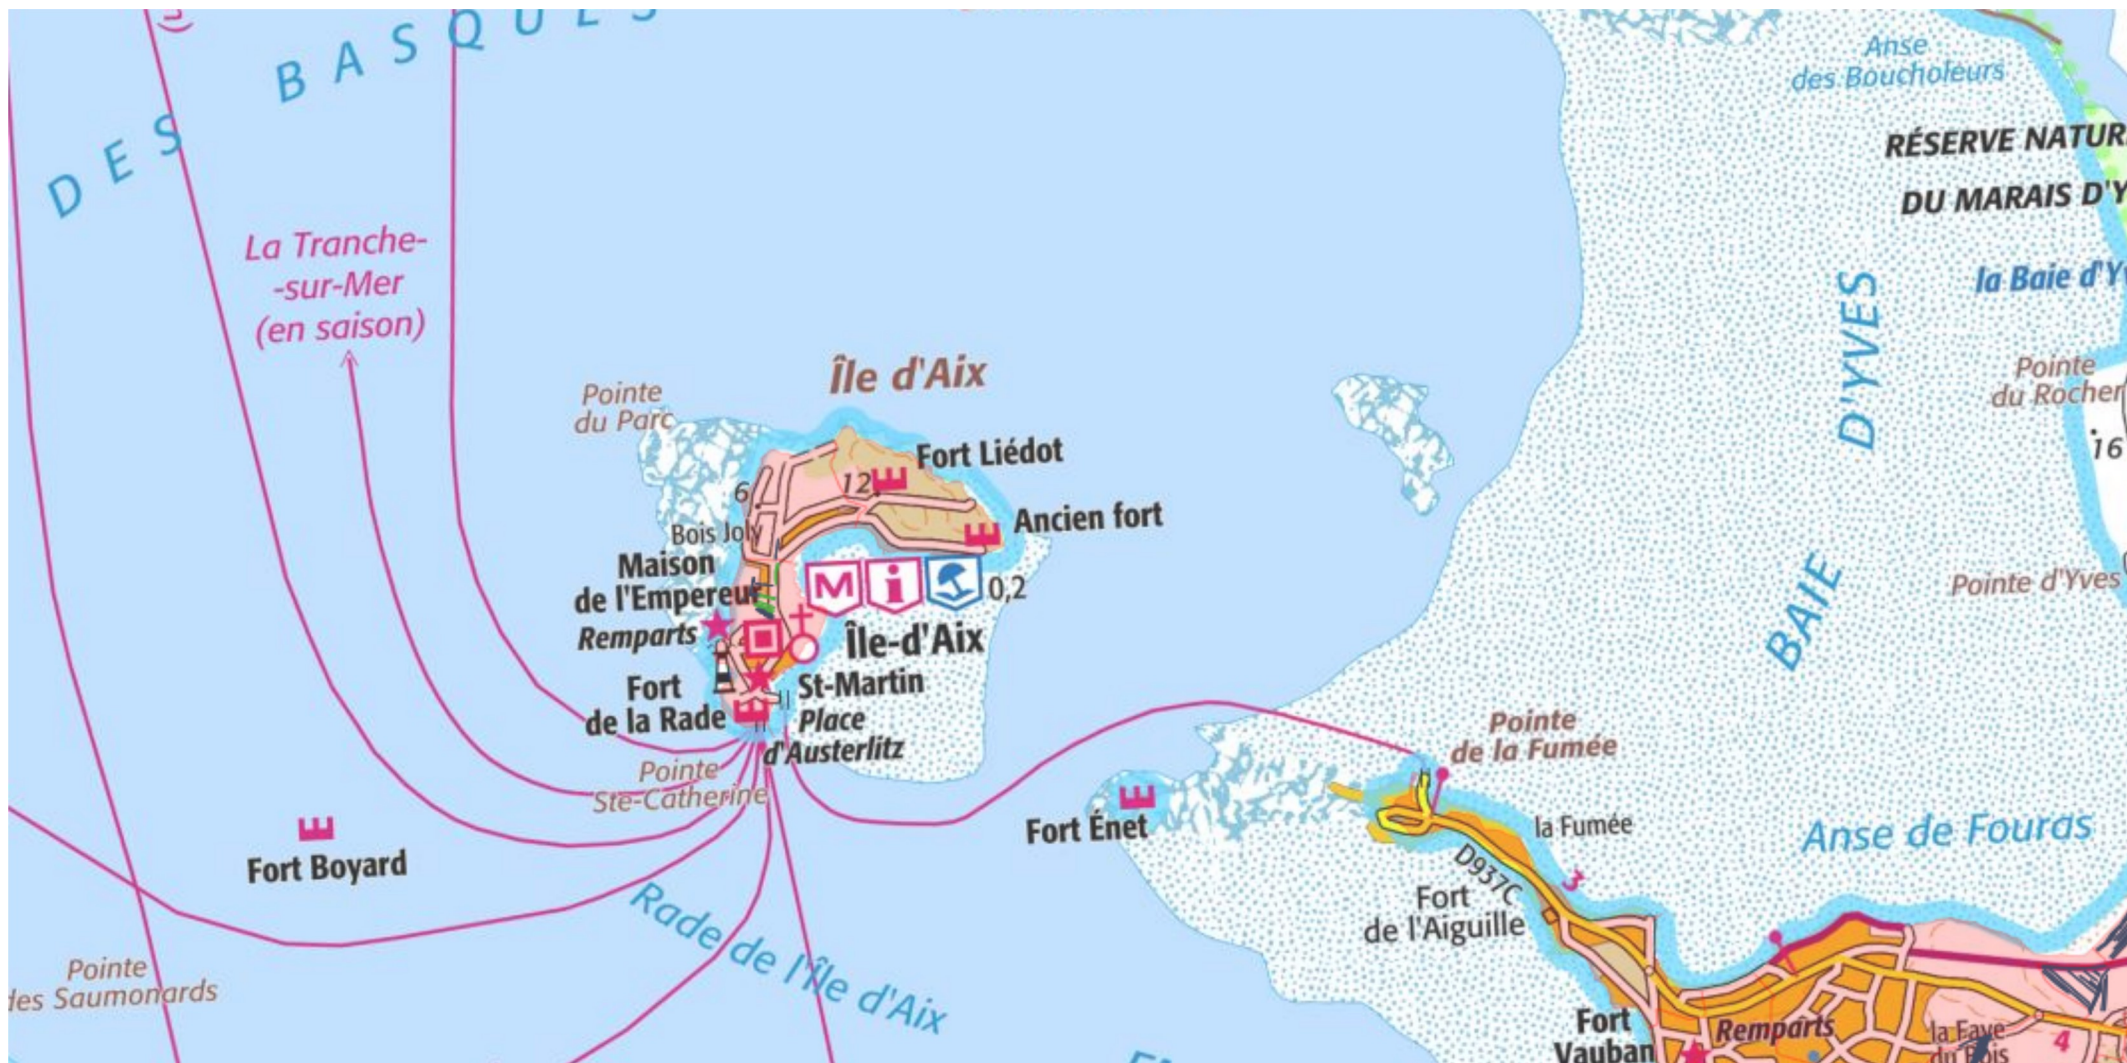 DES BASQUES
Anse
des Boucholeurs
RÉSERVE NATUR
DU MARAIS D'Y
la Baie d'Y
La Tranche-
-sur-Mer
(en saison)
BAIE D'YVES
Pointe
du Rocher
16
Pointe d'Yves
Île d'Aix
Pointe
du Parc
Fort Liédot
12
6
Ancien fort
Bois Joly
Maison
de l'Empereur
M
i
0,2
Remparts
Île-d'Aix
Fort
de la Rade
St-Martin
Place
d'Austerlitz
Pointe
Ste-Catherine
Pointe
de la Fumée
Fort Énet
la Fumée
Anse de Fouras
D937C
3
Fort Boyard
Fort
de l'Aiguille
Rade de l'Île d'Aix
Pointe
des Saumonards
Fort
Vauban
Remparts
4